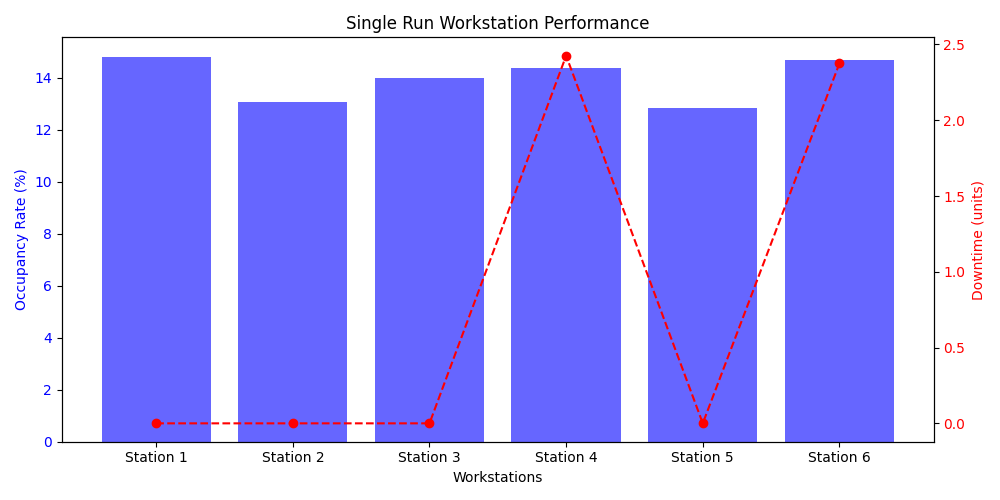 Single Run Workstation Performance
Occupancy Rate (%)
14
12
10
8
6
4
2
0
2.5
2.0
1.5
1.0
0.5
0.0
Downtime (units)
Station 1 Station 2 Station 3 Station 4 Station 5 Station 6
Workstations